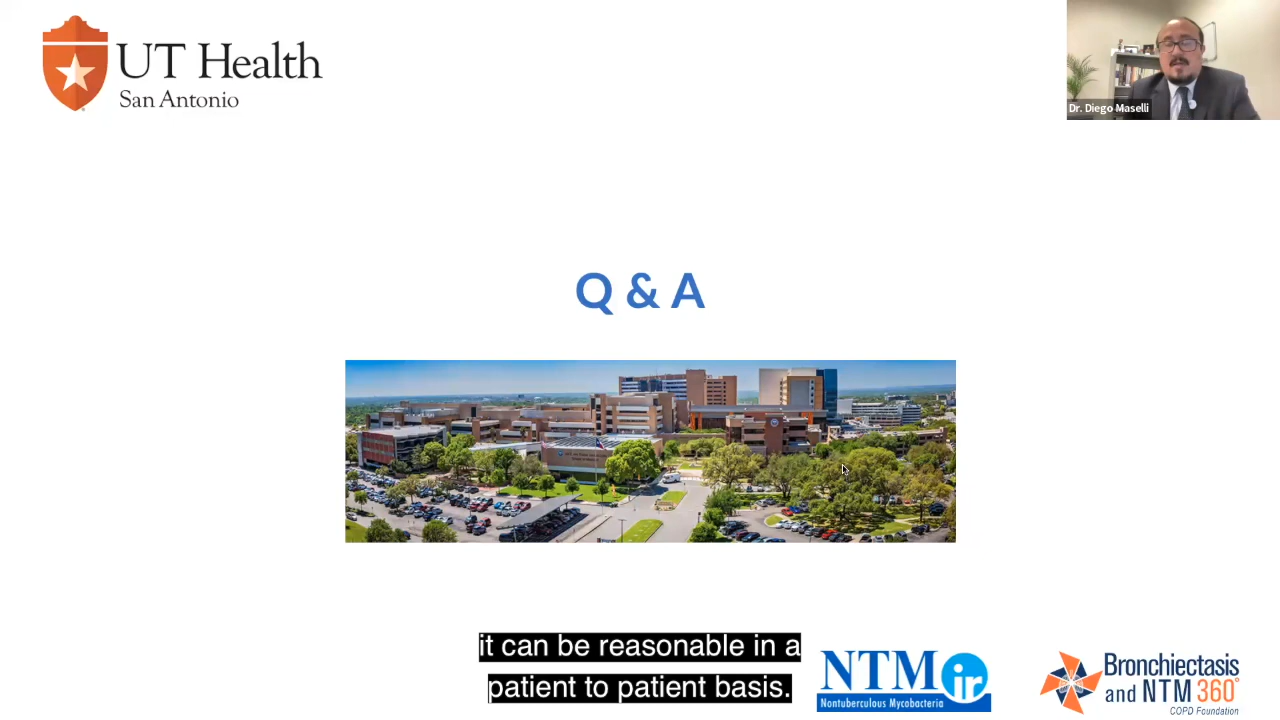 UT Health
San Antonio
Dr. Diego Maselli
Q & A
it can be reasonable in a
patient to patient basis.
NTMir
Nontuberculous Mycobacteria
Bronchiectasis
and NTM 360°
COPD Foundation